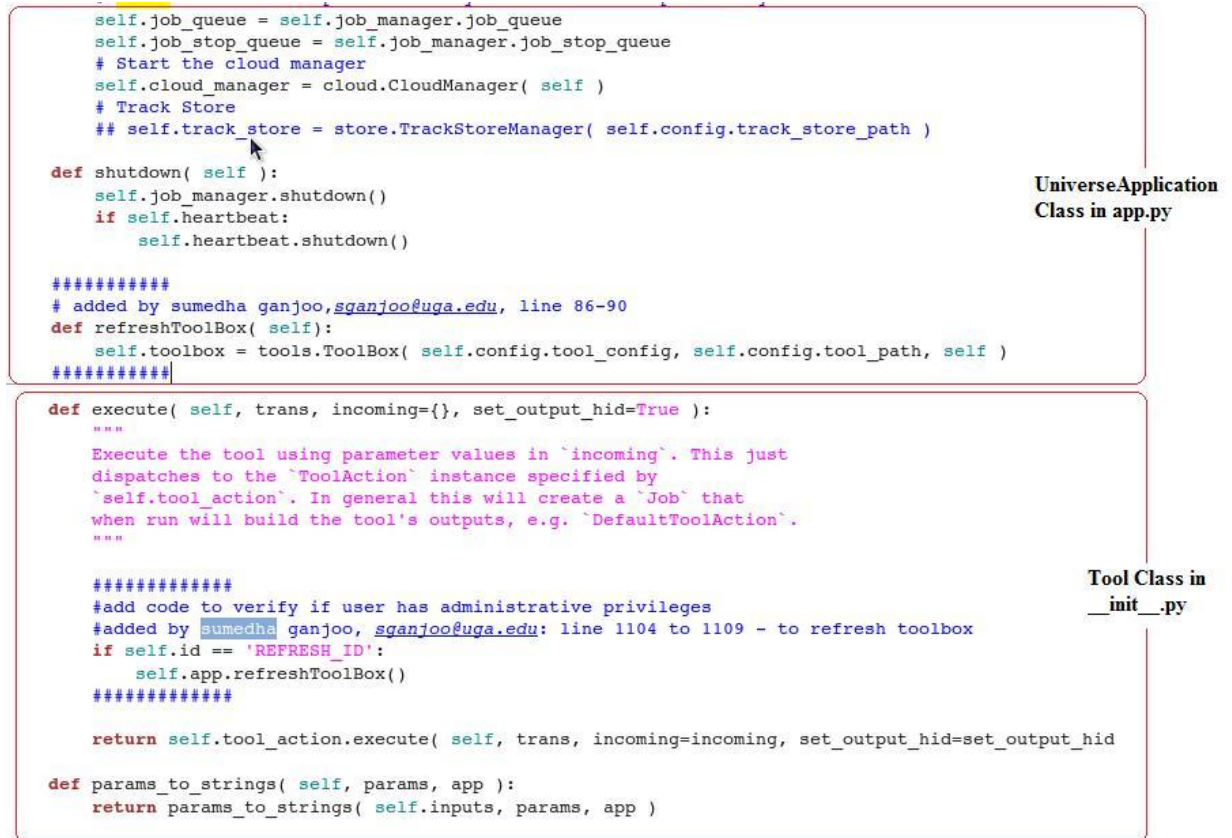 self.job_queue = self.job_manager.job_queue
self.job_stop_queue = self.job_manager.job_stop_queue
# Start the cloud manager
self.cloud_manager = cloud.CloudManager( self )
# Track Store
## self.track_store = store.TrackStoreManager( self.config.track_store_path )
def shutdown( self ):
self.job_manager.shutdown()
if self.heartbeat:
self.heartbeat.shutdown()
UniverseApplication
Class in app.py
###########
# added by sumedha ganjoo,sganjoo@uga.edu, line 86-90
def refreshToolBox( self):
self.toolbox = tools.ToolBox( self.config.tool_config, self.config.tool_path, self )
###########
def execute( self, trans, incoming={}, set_output_hid=True ):
"""
Execute the tool using parameter values in `incoming`. This just
dispatches to the `ToolAction` instance specified by
`self.tool_action`. In general this will create a `Job` that
when run will build the tool's outputs, e.g. `DefaultToolAction`.
"""
#############
#add code to verify if user has administrative privileges
#added by sumedha ganjoo, sganjoo@uga.edu: line 1104 to 1109 - to refresh toolbox
if self.id == 'REFRESH_ID':
self.app.refreshToolBox()
#############
Tool Class in
__init__.py
return self.tool_action.execute( self, trans, incoming=incoming, set_output_hid=set_output_hid
def params_to_strings( self, params, app ):
return params_to_strings( self.inputs, params, app )